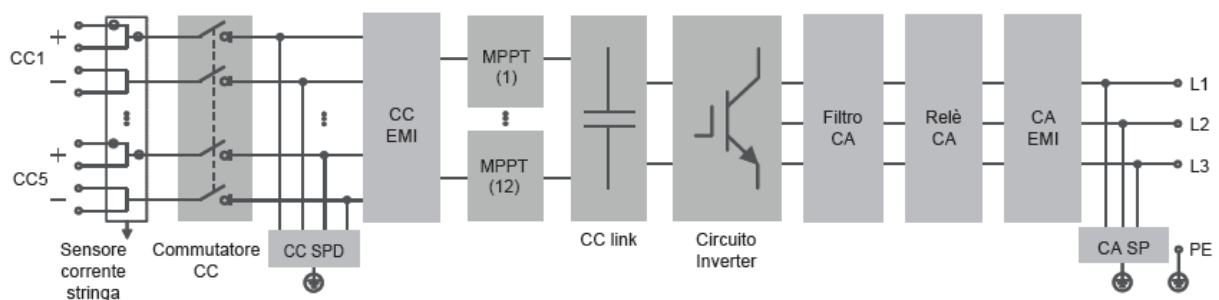 CC1
+
−
CC5
+
−
Sensore
corrente
stringa
Commutatore
CC
CC SPD
CC
EMI
MPPT
(1)
MPPT
(12)
CC link
Circuito
Inverter
Filtro
CA
Relè
CA
CA
EMI
L1
L2
L3
CA SP
PE